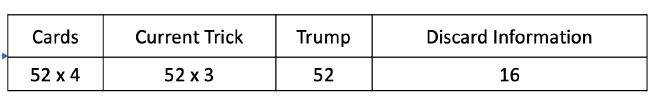 Cards Current Trick Trump Discard Information
52 x 4 52 x 3 52 16